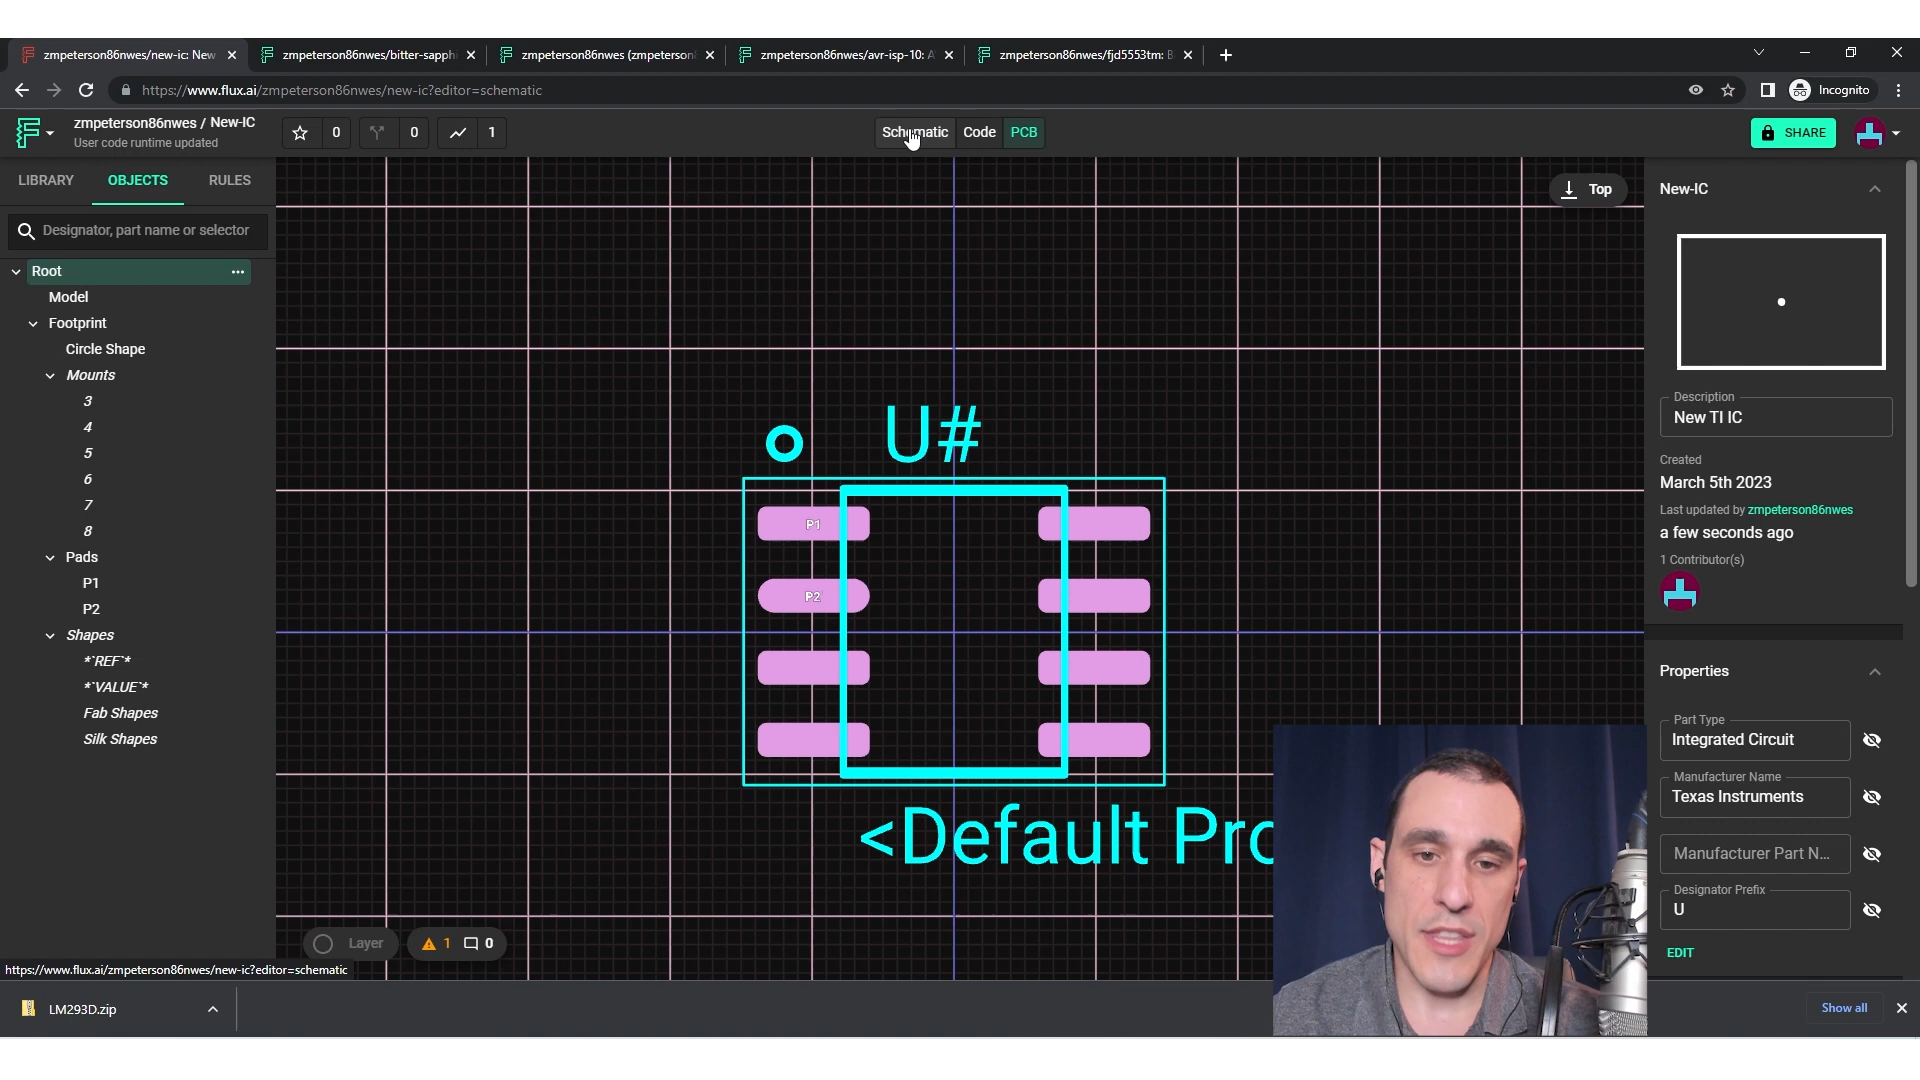 zmpeterson86nwes/new-ic: New
zmpeterson86nwes/bitter-sapph
zmpeterson86nwes (zmpeterson
zmpeterson86nwes/avr-isp-10: A
zmpeterson86nwes/fjd5553tm: B
https://www.flux.ai/zmpeterson86nwes/new-ic?editor=schematic
Incognito
zmpeterson86nwes / New-IC
User code runtime updated
0
0
1
Schematic
Code
PCB
SHARE
LIBRARY
OBJECTS
RULES
Designator, part name or selector
Root
Model
Footprint
Circle Shape
Mounts
3
4
5
6
7
8
Pads
P1
P2
Shapes
*`REF`*
*`VALUE`*
Fab Shapes
Silk Shapes
Top
U#
P1
P2
<Default Pro
Layer
1
0
New-IC
Description
New TI IC
Created
March 5th 2023
Last updated by zmpeterson86nwes
a few seconds ago
1 Contributor(s)
Properties
Part Type
Integrated Circuit
Manufacturer Name
Texas Instruments
Manufacturer Part N...
Designator Prefix
U
EDIT
https://www.flux.ai/zmpeterson86nwes/new-ic?editor=schematic
LM293D.zip
Show all